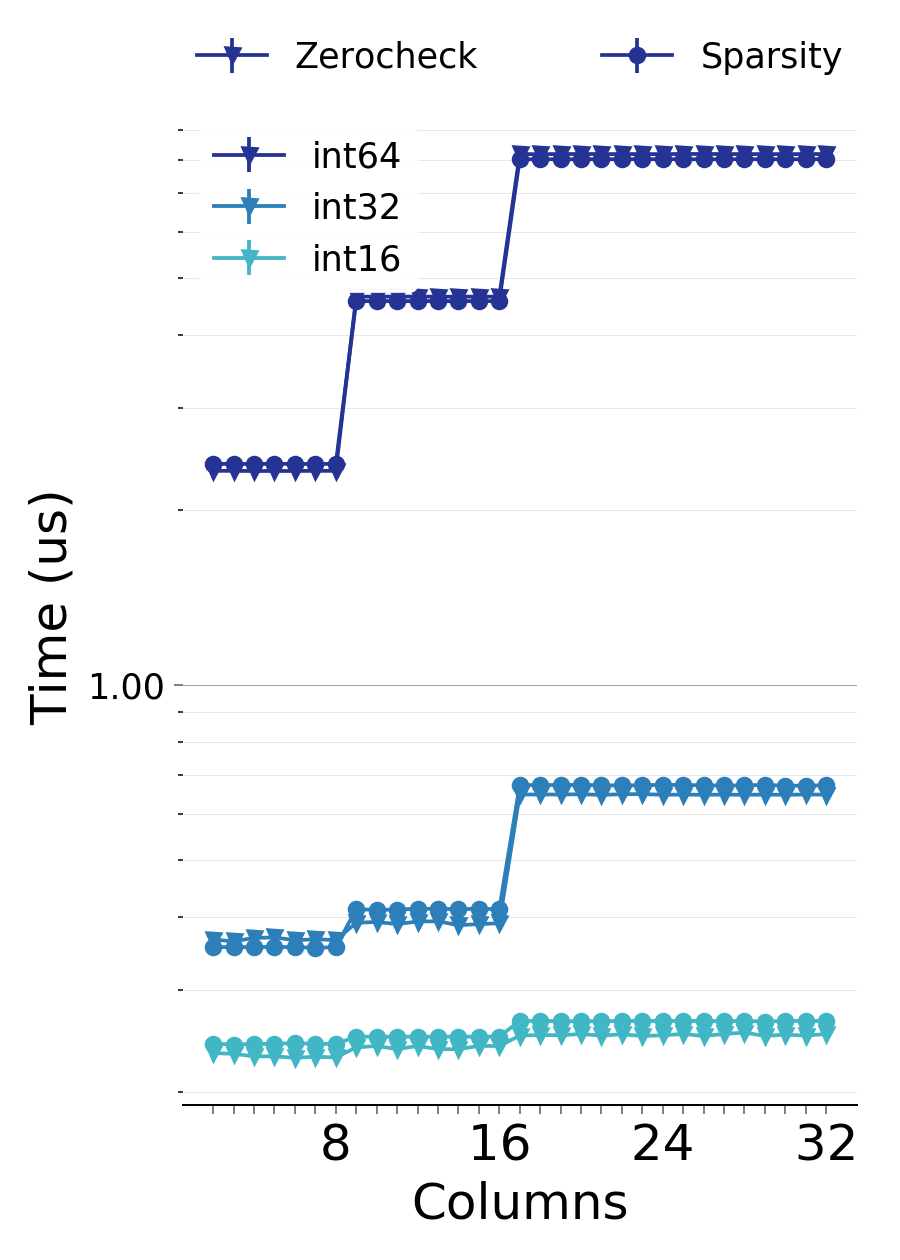 Zerocheck Sparsity
int64
int32
int16
Time (us)
1.00
8 16 24 32
Columns